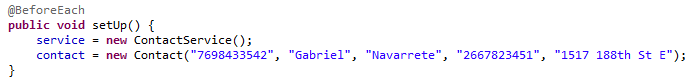 @BeforeEach
public void setUp() {
    service = new ContactService();
    contact = new Contact("7698433542", "Gabriel", "Navarrete", "2667823451", "1517 188th St E");
}